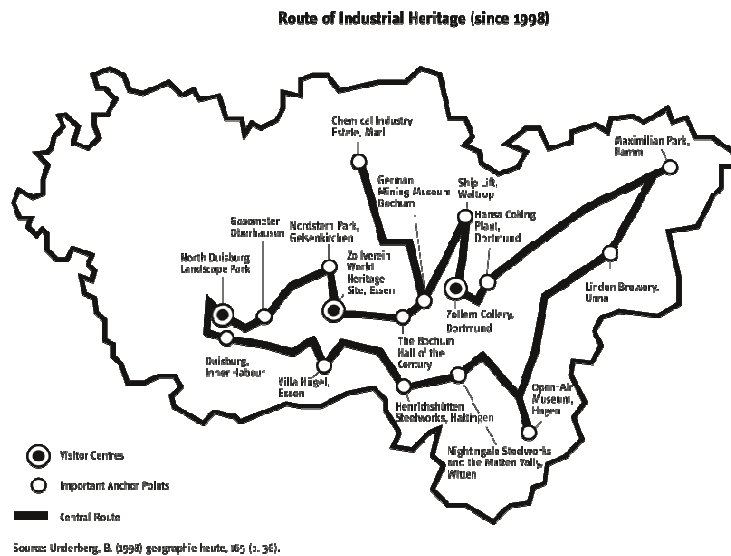 Route of Industrial Heritage (since 1998)
Chemical Industry
Estate, Marl
Maximilian Park,
Hamm
German
Mining Museum
Bochum
Ship Lift,
Waltrop
Hansa Coking
Plant,
Dortmund
Gasometer
Oberhausen
Nordstern Park,
Gelsenkirchen
North Duisburg
Landscape Park
Zollverein
World
Heritage
Site, Essen
Linden Brewery,
Unna
Zollern Colliery,
Dortmund
The Bochum
Hall of the
Century
Duisburg,
Inner Harbour
Villa Hügel,
Essen
Open-Air
Museum,
Hagen
Henrichshütten
Steelworks, Hattingen
Nightingale Steelworks
and the Mutten Vally,
Witten
Visitor Centres
Important Anchor Points
Central Route
Source: Underberg, B. (1998) geographie heute, 165 (p. 36).